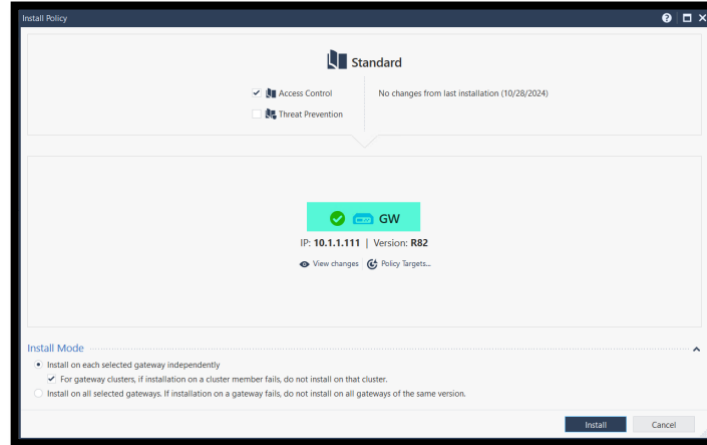 Install Policy
Standard
Access Control
No changes from last installation (10/28/2024)
Threat Prevention
GW
IP: 10.1.1.111 | Version: R82
View changes
Policy Targets...
Install Mode
Install on each selected gateway independently
For gateway clusters, if installation on a cluster member fails, do not install on that cluster.
Install on all selected gateways. If installation on a gateway fails, do not install on all gateways of the same version.
Install
Cancel